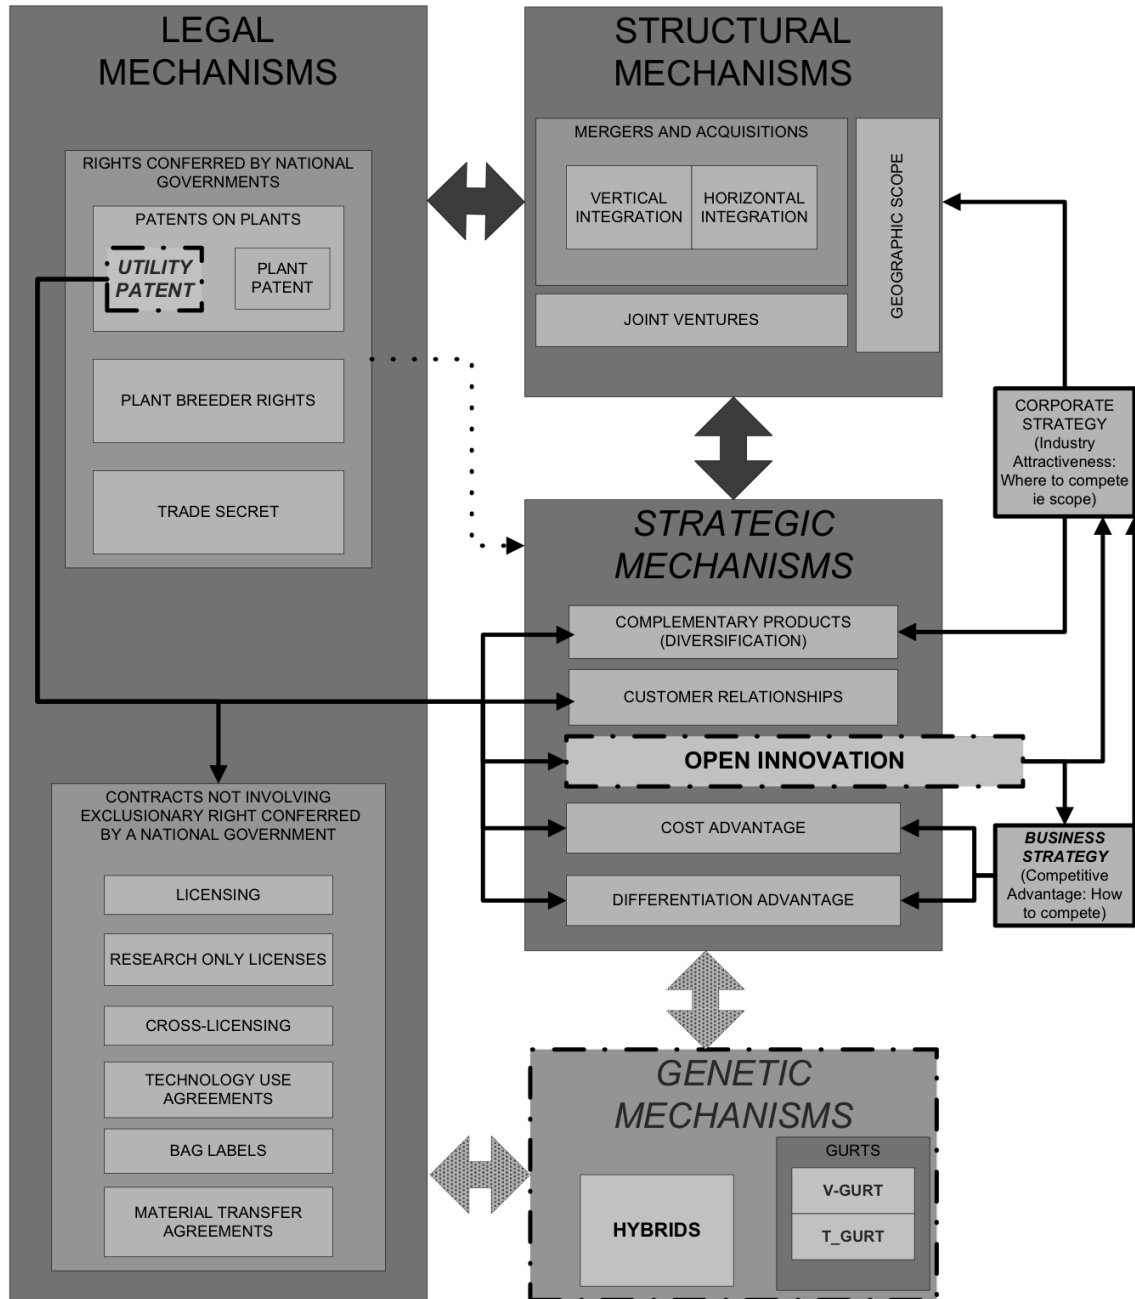 LEGAL
MECHANISMS
RIGHTS CONFERRED BY NATIONAL
GOVERNMENTS
PATENTS ON PLANTS
UTILITY
PATENT
PLANT
PATENT
PLANT BREEDER RIGHTS
TRADE SECRET
CONTRACTS NOT INVOLVING
EXCLUSIONARY RIGHT CONFERRED
BY A NATIONAL GOVERNMENT
LICENSING
RESEARCH ONLY LICENSES
CROSS-LICENSING
TECHNOLOGY USE
AGREEMENTS
BAG LABELS
MATERIAL TRANSFER
AGREEMENTS
STRUCTURAL
MECHANISMS
MERGERS AND ACQUISITIONS
VERTICAL
INTEGRATION
HORIZONTAL
INTEGRATION
JOINT VENTURES
GEOGRAPHIC SCOPE
STRATEGIC
MECHANISMS
COMPLEMENTARY PRODUCTS
(DIVERSIFICATION)
CUSTOMER RELATIONSHIPS
OPEN INNOVATION
COST ADVANTAGE
DIFFERENTIATION ADVANTAGE
CORPORATE
STRATEGY
(Industry
Attractiveness:
Where to compete
ie scope)
BUSINESS
STRATEGY
(Competitive
Advantage: How
to compete)
GENETIC
MECHANISMS
HYBRIDS
GURTS
V-GURT
T_GURT